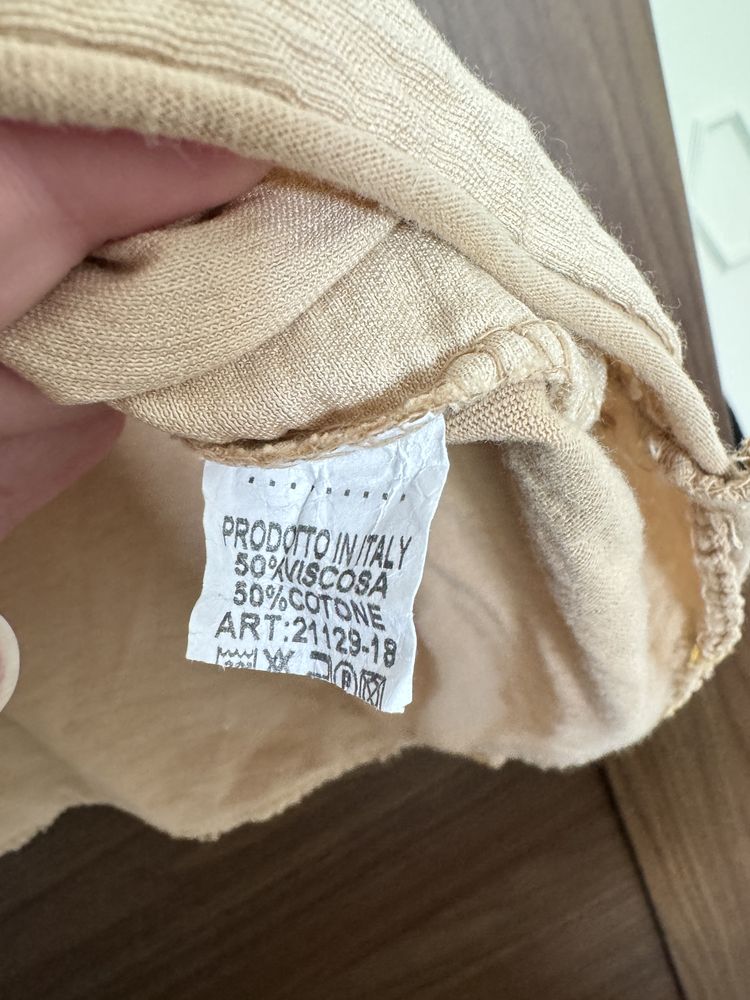 PRODOTTO IN ITALY
50%VISCOSA
50%COTONE
ART:21129-18